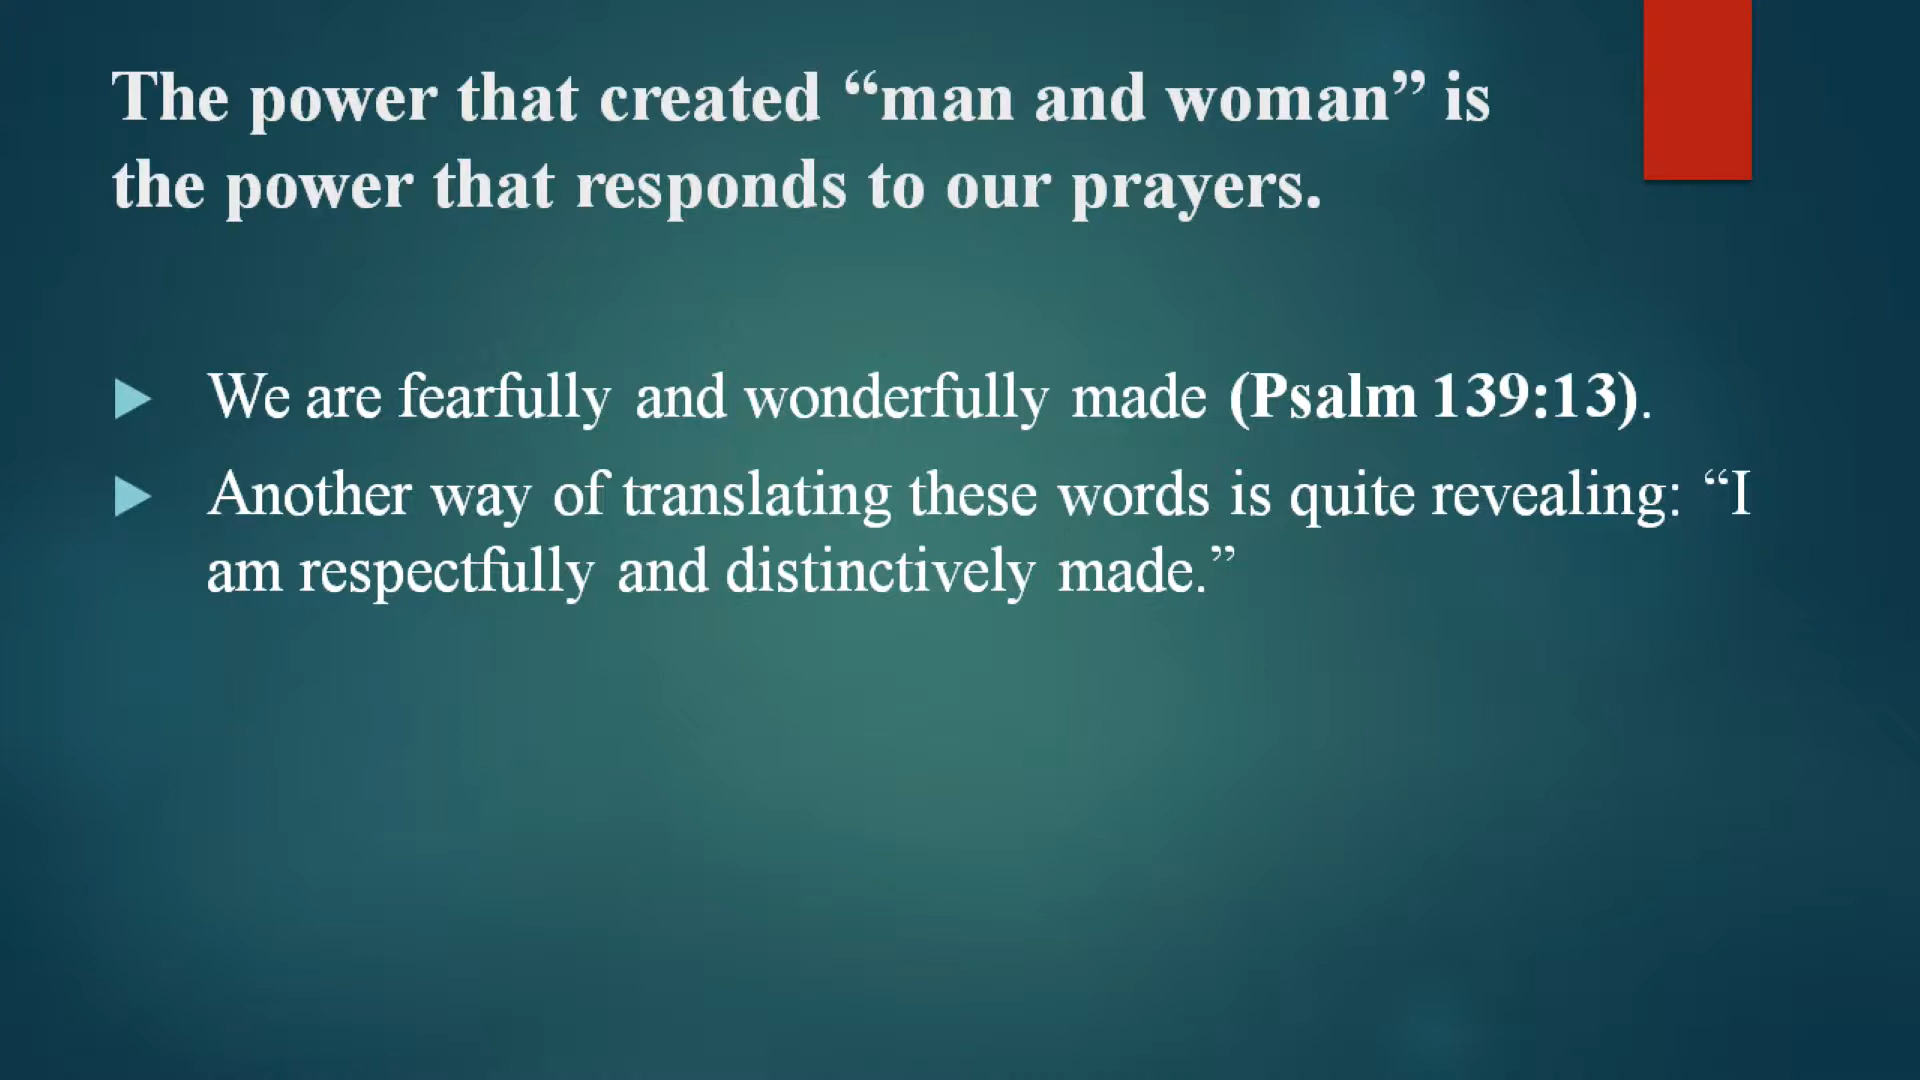 The power that created “man and woman” is
the power that responds to our prayers.
We are fearfully and wonderfully made (Psalm 139:13).
Another way of translating these words is quite revealing: “I
am respectfully and distinctively made.”